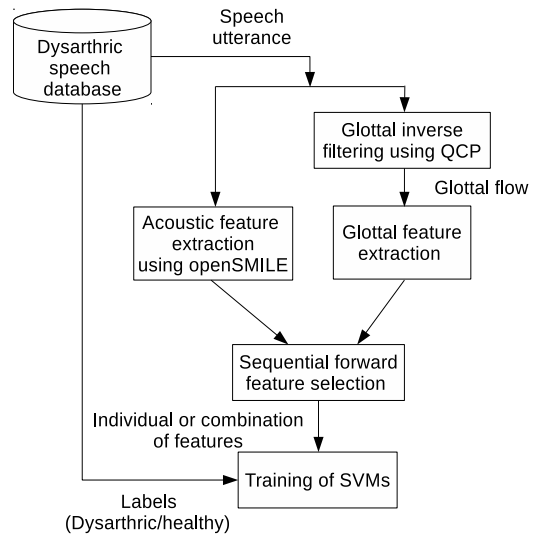 Speech
utterance
Dysarthric
speech
database
Glottal inverse
filtering using QCP
Glottal flow
Acoustic feature
extraction
using openSMILE
Glottal feature
extraction
Sequential forward
feature selection
Individual or combination
of features
Training of SVMs
Labels
(Dysarthric/healthy)